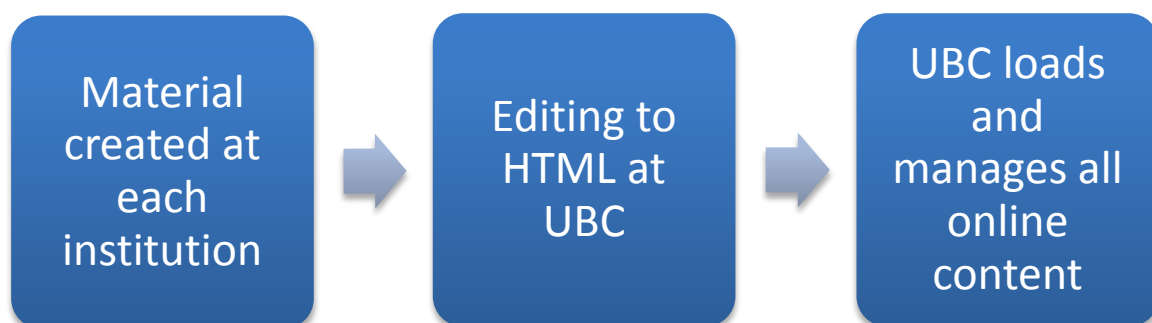 Material
created at
each
institution
Editing to
HTML at
UBC
UBC loads
and
manages all
online
content